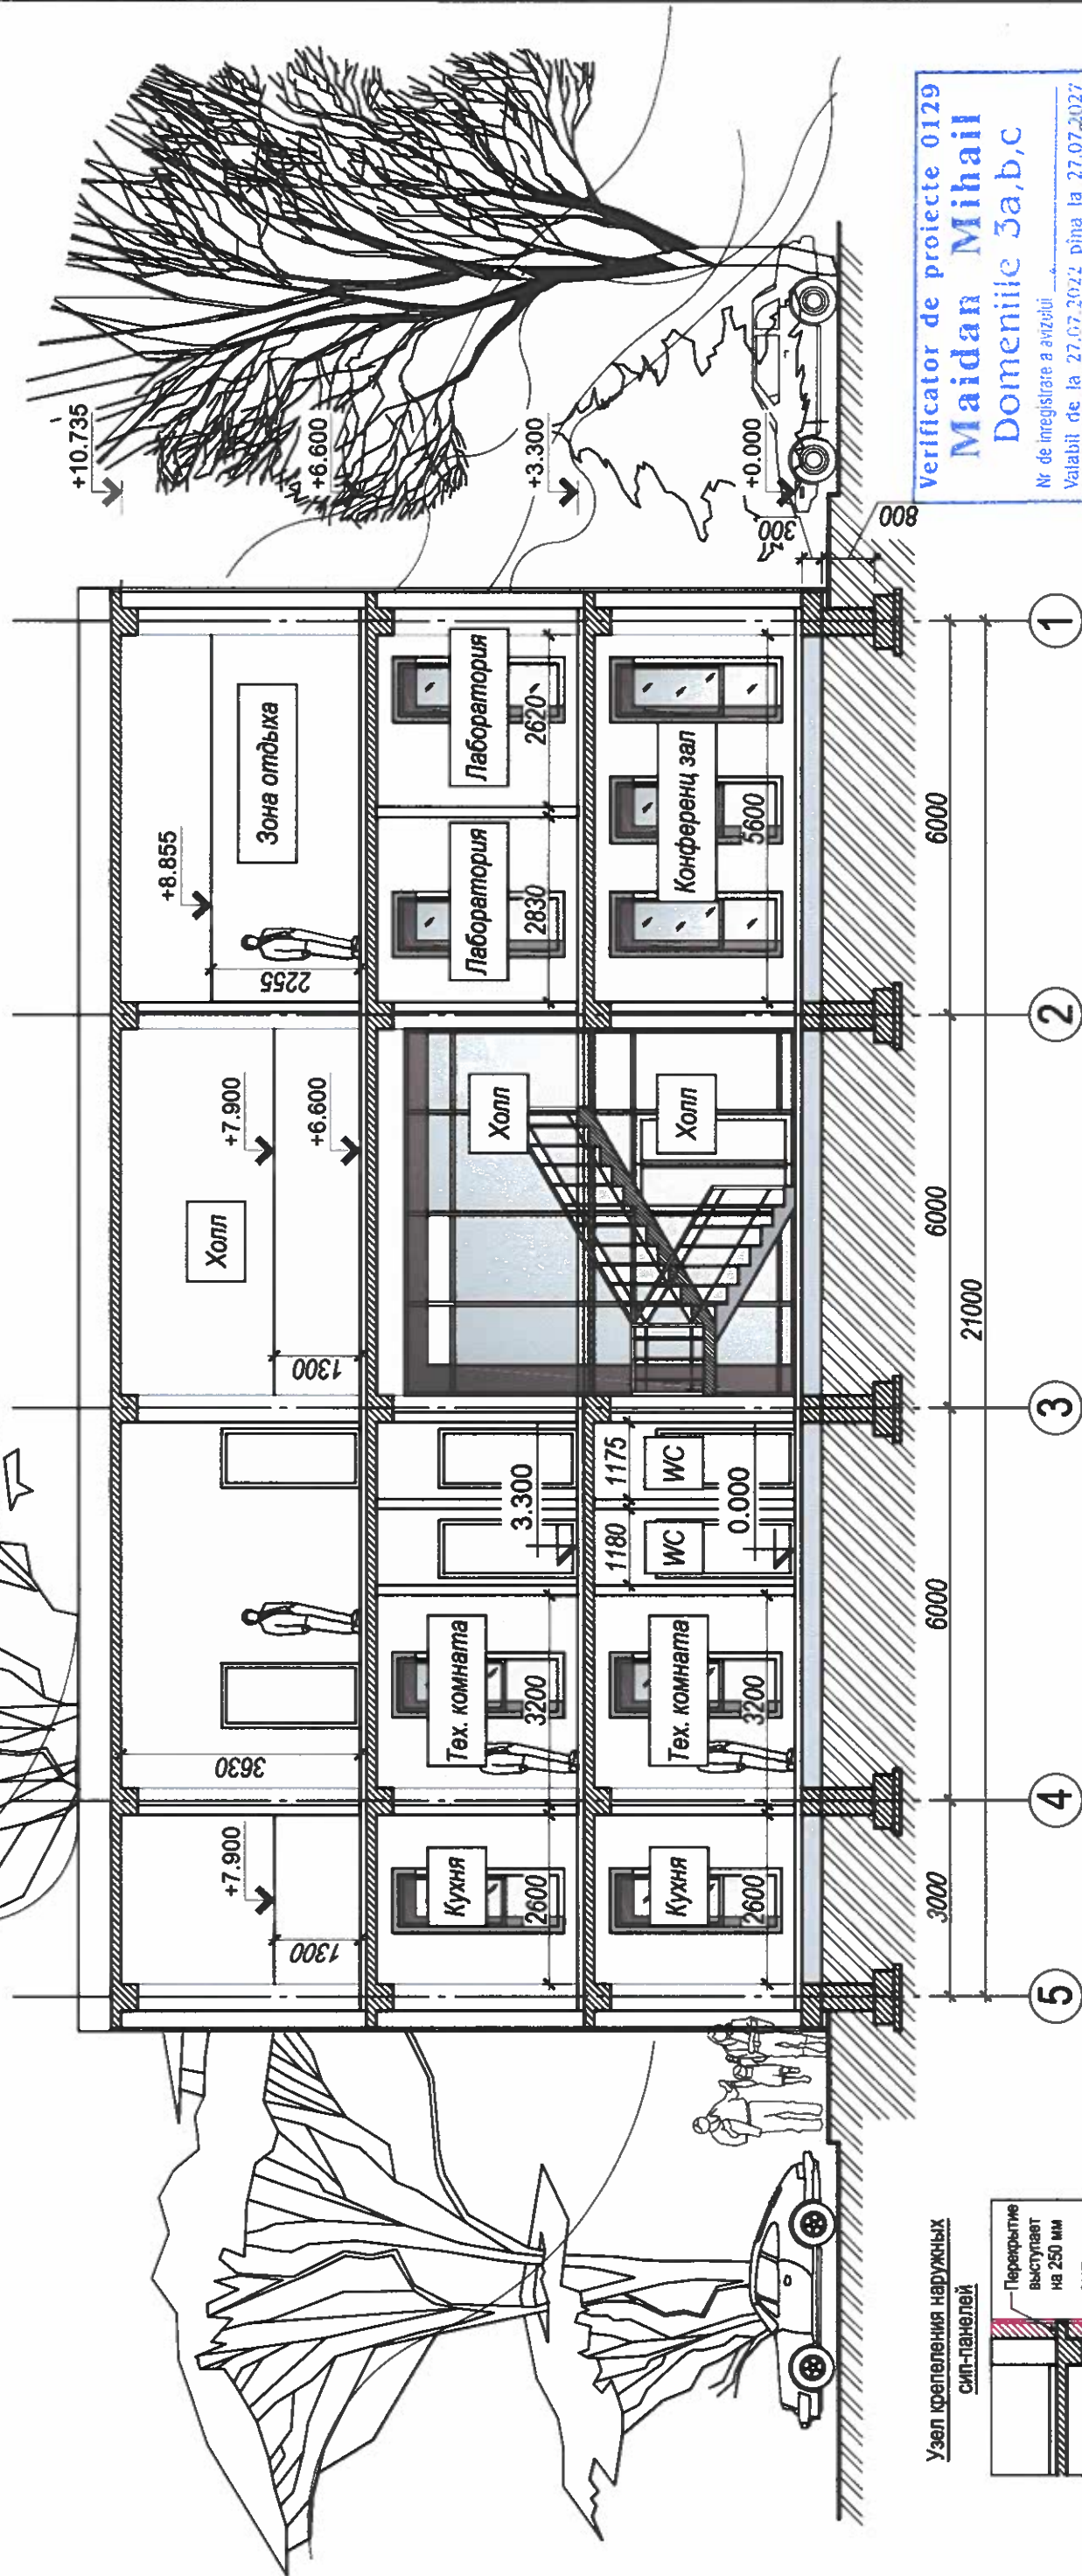 +10.735
+8.855
Зона отдыха
2255
+6.600
+7.900
+6.600
Холл
1300
3630
+7.900
1300
+3.300
Лаборатория
2620
Лаборатория
2830
Холл
3.300
Тех. комната
3200
Кухня
2600
+0.000
300
800
Конференц зал
5600
Холл
1175
WC
1180
WC
0.000
Тех. комната
3200
Кухня
2600
3000
6000
6000
6000
21000
5
4
3
2
1
Узел крепеления наружных
сип-панелей
Перекрытие
выступает
на 250 мм
Verificator de proiecte 0129
Maidan Mihail
Domeniile 3a,b,c
Nr de inregistrare a avizului
Valabil de la 27.07.2022 pina la 27.07.2027